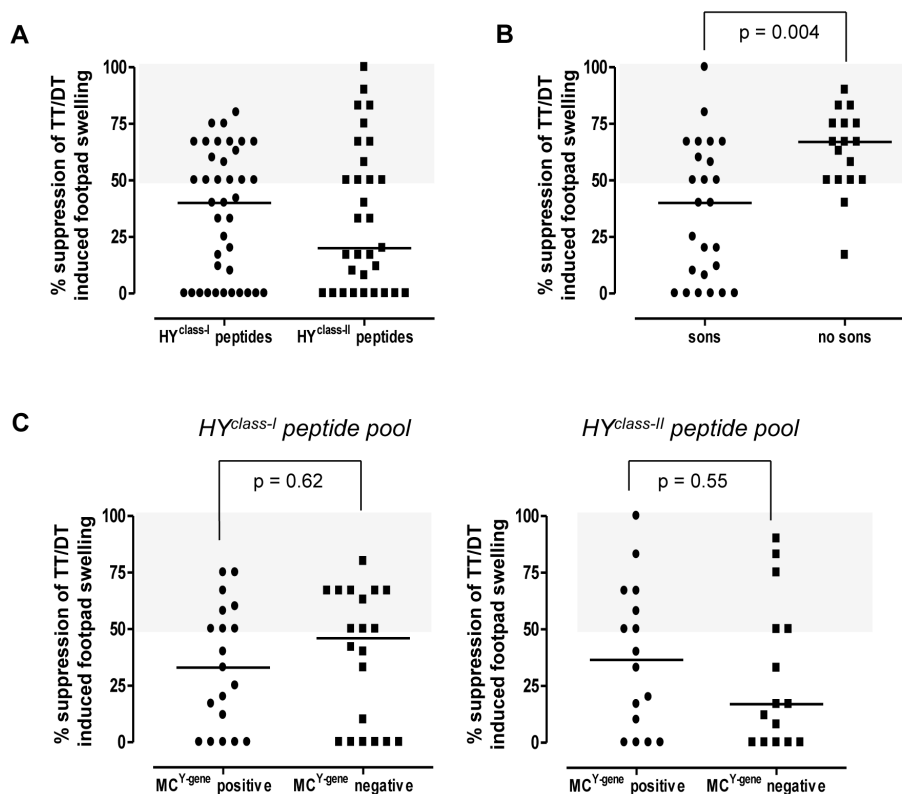 A
% suppression of TT/DT
induced footpad swelling
100
75
50
25
0
HYclass-I peptides
HYclass-II peptides
B
p = 0.004
% suppression of TT/DT
induced footpad swelling
100
75
50
25
0
sons
no sons
C
HYclass-I peptide pool
p = 0.62
% suppression of TT/DT
induced footpad swelling
100
75
50
25
0
MCY-gene positive
MCY-gene negative
HYclass-II peptide pool
p = 0.55
% suppression of TT/DT
induced footpad swelling
100
75
50
25
0
MCY-gene positive
MCY-gene negative